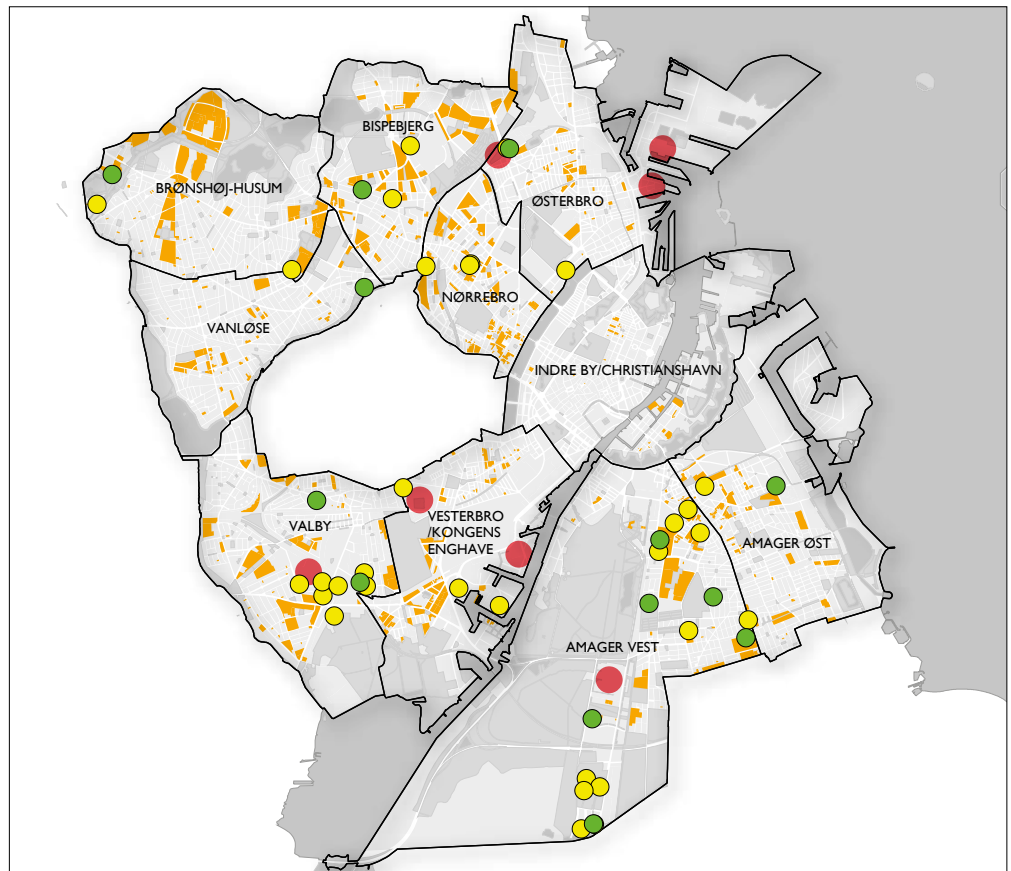 BISPEBJERG
BRØNSHØJ-HUSUM
ØSTERBRO
NØRREBRO
VANLØSE
INDRE BY/CHRISTIANSHAVN
VESTERBRO
/KONGENS
ENGHAVE
VALBY
AMAGER ØST
AMAGER VEST